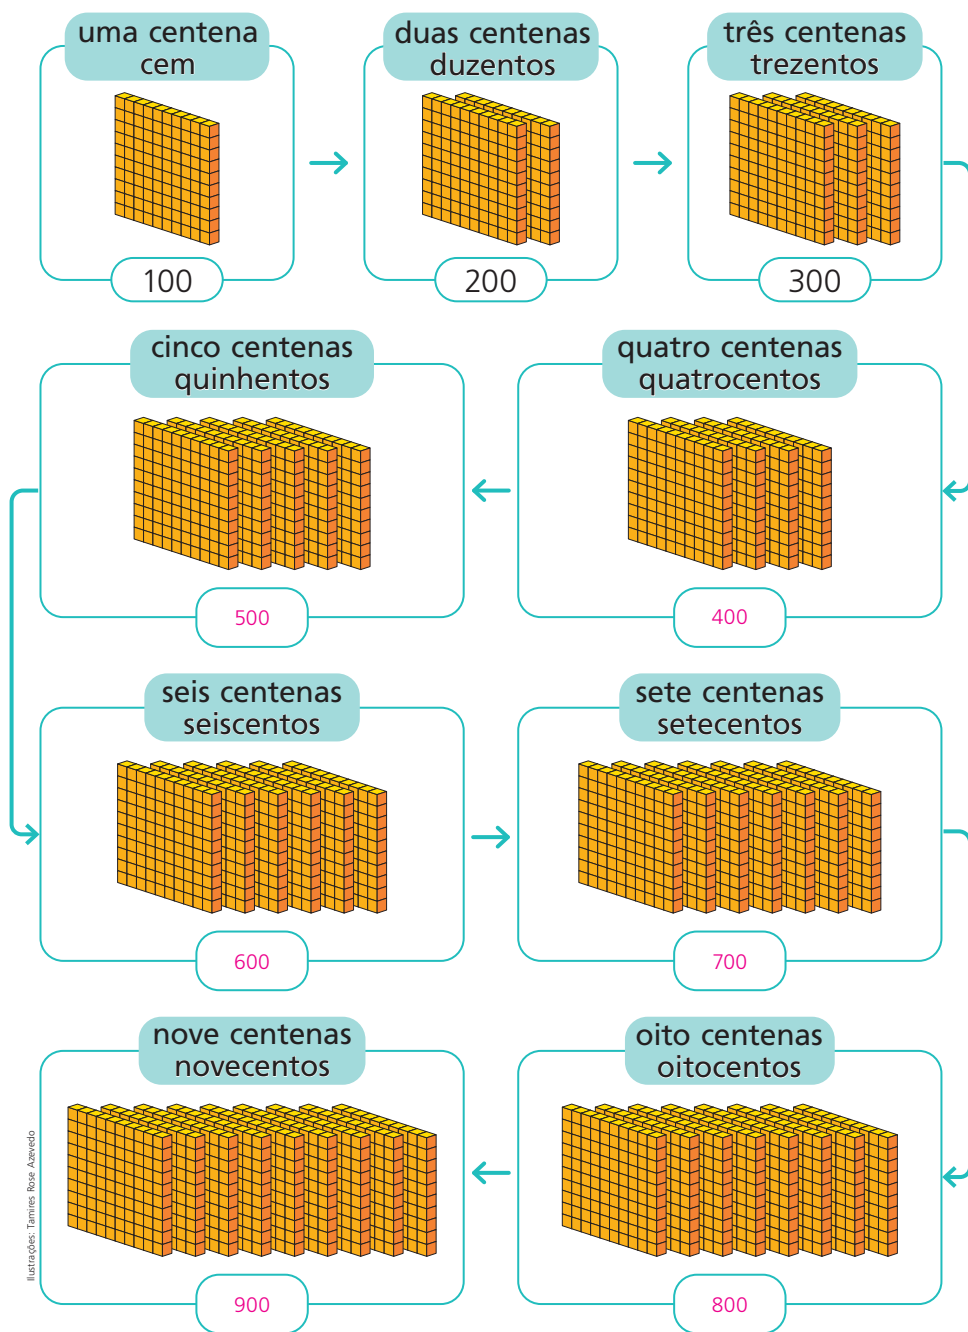 uma centena
cem
100
duas centenas
duzentos
200
três centenas
trezentos
300
quatro centenas
quatrocentos
400
cinco centenas
quinhentos
500
seis centenas
seiscentos
600
sete centenas
setecentos
700
oito centenas
oitocentos
800
nove centenas
novecentos
900
Ilustrações: Tamires Rose Azevedo